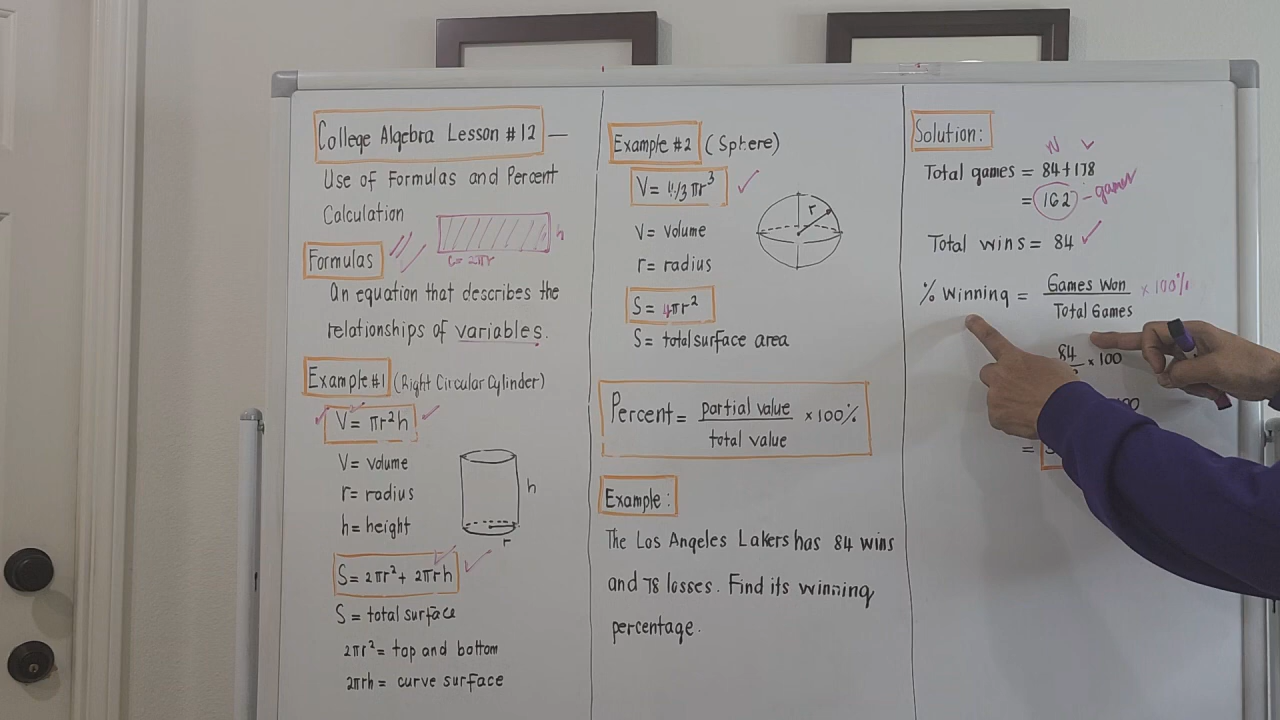 College Algebra Lesson #12 —
Use of Formulas and Percent
Calculation
h
C = 2πr
Formulas
An equation that describes the
relationships of variables.
Example #1 (Right Circular Cylinder)
V = πr²h
V = volume
r = radius
h = height
h
r
S = 2πr² + 2πrh
S = total surface
2πr² = top and bottom
2πrh = curve surface
Example #2 (Sphere)
V = 4/3 πr³
V = volume
r = radius
r
S = 4πr²
S = total surface area
Percent = partial value / total value × 100%
Example:
The Los Angeles Lakers has 84 wins
and 78 losses. Find its winning
percentage.
Solution:
W
Total games = 84 + 178
= 162 - games
Total wins = 84
% Winning = Games Won / Total Games × 100%
84 × 100
=